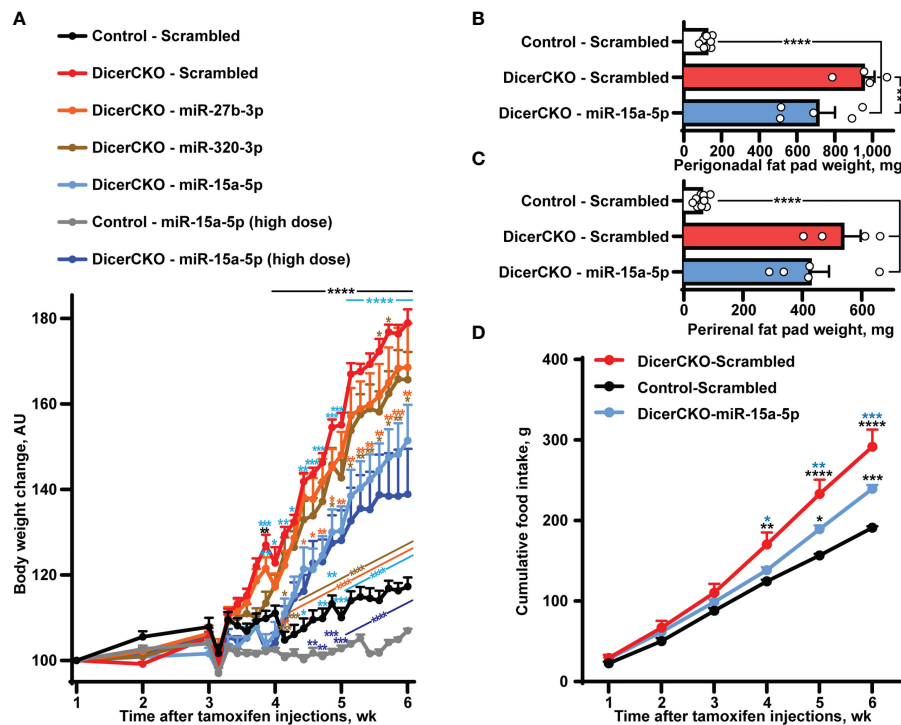 A
Control - Scrambled
DicerCKO - Scrambled
DicerCKO - miR-27b-3p
DicerCKO - miR-320-3p
DicerCKO - miR-15a-5p
Control - miR-15a-5p (high dose)
DicerCKO - miR-15a-5p (high dose)
****
****
180
160
140
120
100
Body weight change, AU
1
2
3
4
5
6
Time after tamoxifen injections, wk
B
Control - Scrambled
DicerCKO - Scrambled
DicerCKO - miR-15a-5p
****
0
200
400
600
800
1,000
Perigonadal fat pad weight, mg
C
Control - Scrambled
DicerCKO - Scrambled
DicerCKO - miR-15a-5p
****
0
200
400
600
Perirenal fat pad weight, mg
D
DicerCKO-Scrambled
Control-Scrambled
DicerCKO-miR-15a-5p
400
300
200
100
0
Cumulative food intake, g
*
**
**
****
*
***
****
***
1
2
3
4
5
6
Time after tamoxifen injections, wk